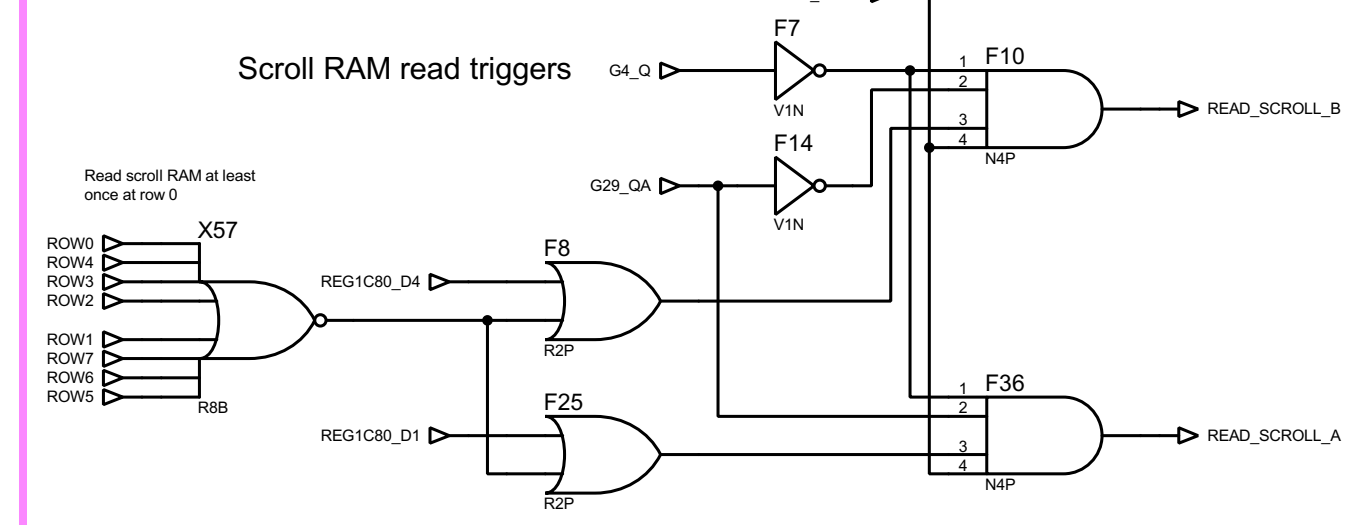 F7
F10
Scroll RAM read triggers
G4_Q
1
2
3
4
READ_SCROLL_B
V1N
F14
N4P
Read scroll RAM at least
once at row 0
G29_QA
V1N
X57
ROW0
ROW4
ROW3
ROW2
ROW1
ROW7
ROW6
ROW5
R8B
F8
REG1C80_D4
R2P
F25
REG1C80_D1
R2P
F36
1
2
3
4
READ_SCROLL_A
N4P